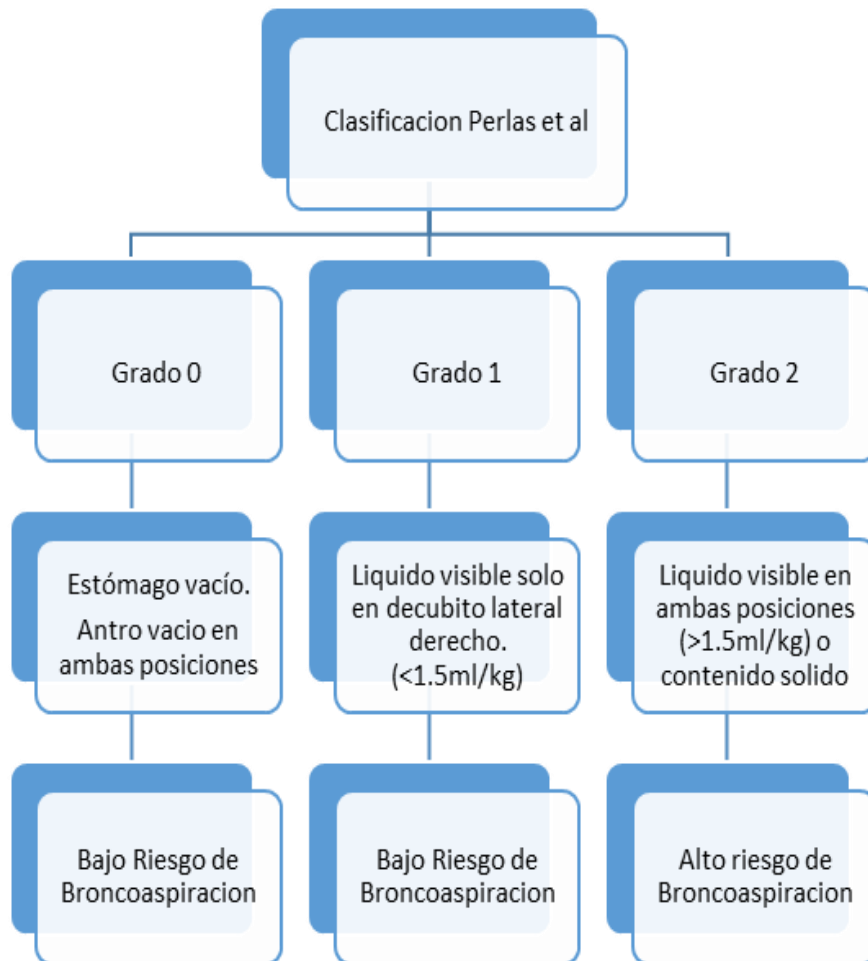 Clasificacion Perlas et al
Grado 0
Grado 1
Grado 2
Estómago vacío.
Antro vacio en
ambas posiciones
Liquido visible solo
en decubito lateral
derecho.
(<1.5ml/kg)
Liquido visible en
ambas posiciones
(>1.5ml/kg) o
contenido solido
Bajo Riesgo de
Broncoaspiracion
Bajo Riesgo de
Broncoaspiracion
Alto riesgo de
Broncoaspiracion